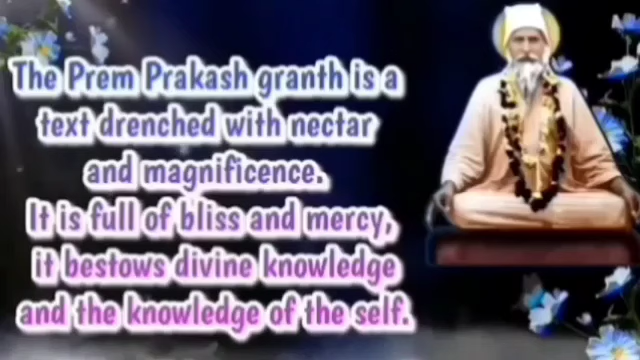 The Prem Prakash granth is a
text drenched with nectar
and magnificence.
It is full of bliss and mercy,
it bestows divine knowledge
and the knowledge of the self.